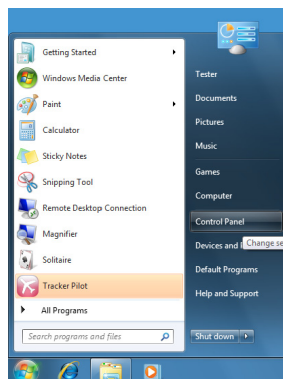 Getting Started
Windows Media Center
Paint
Calculator
Sticky Notes
Snipping Tool
Remote Desktop Connection
Magnifier
Solitaire
Tracker Pilot
All Programs
Search programs and files
Tester
Documents
Pictures
Music
Games
Computer
Control Panel
Devices and
Change se
Default Programs
Help and Support
Shut down